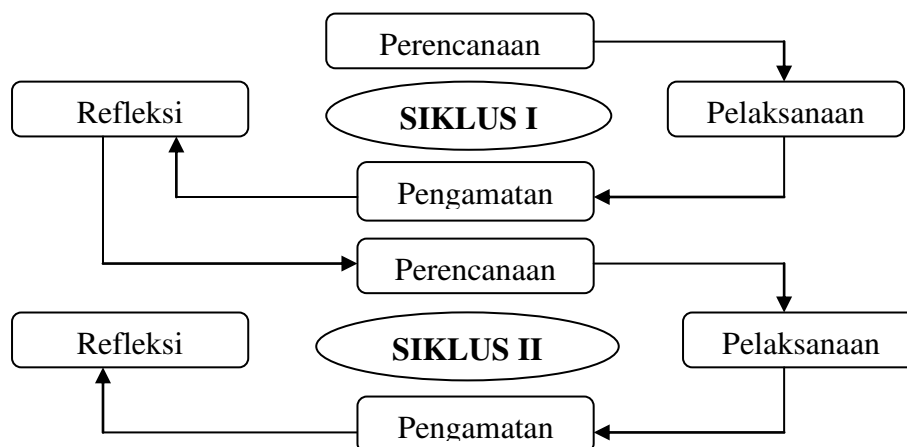 Perencanaan
Refleksi
SIKLUS I
Pelaksanaan
Pengamatan
Perencanaan
Refleksi
SIKLUS II
Pelaksanaan
Pengamatan